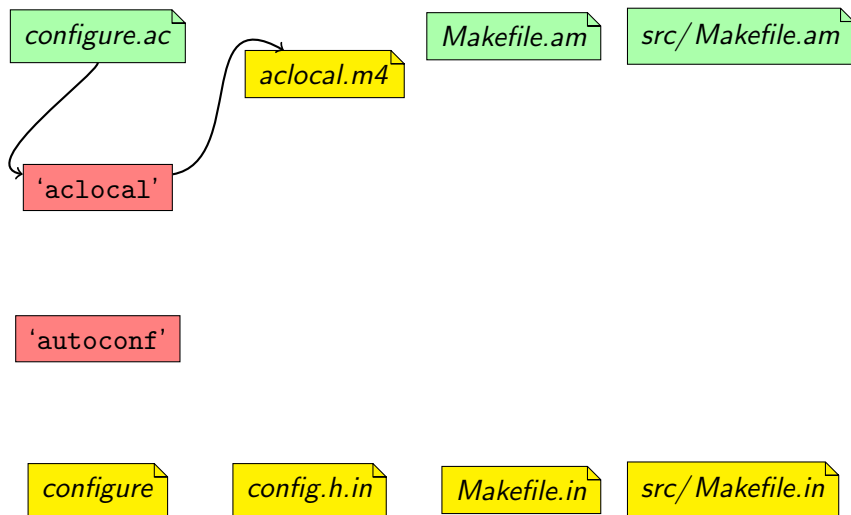 configure.ac
aclocal.m4
Makefile.am
src/Makefile.am
‘aclocal’
‘autoconf’
configure
config.h.in
Makefile.in
src/Makefile.in